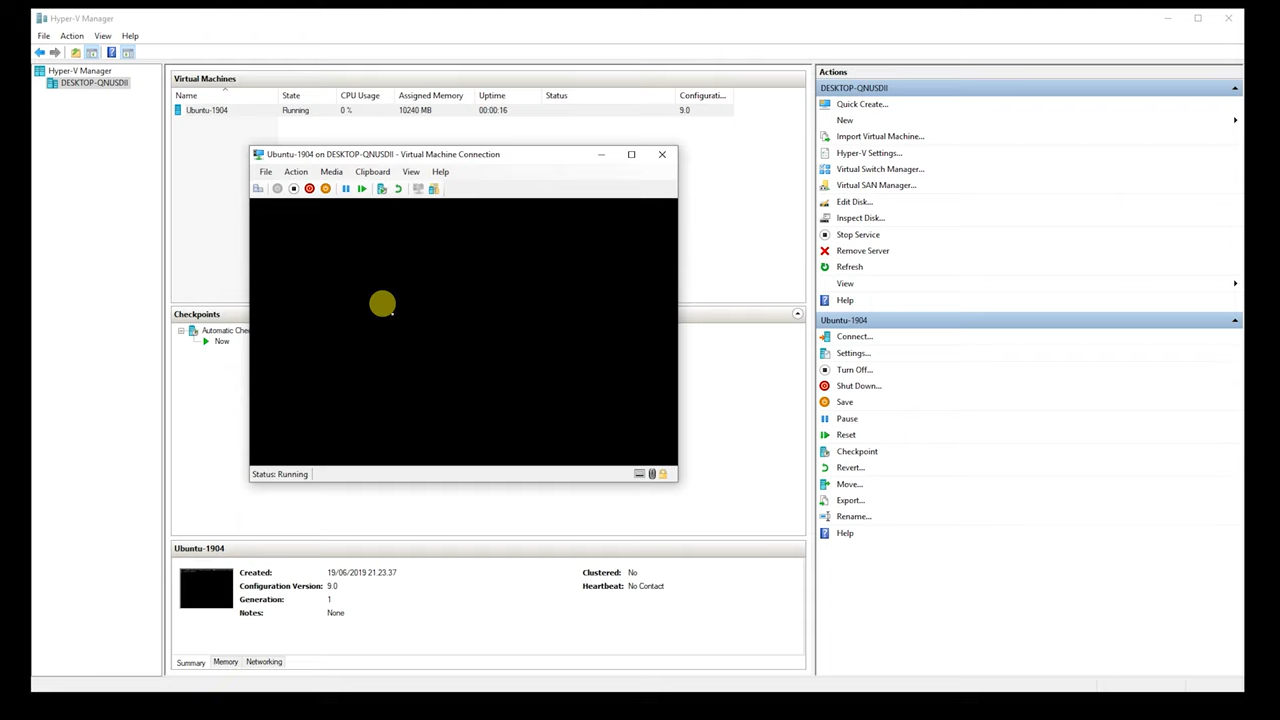 Hyper-V Manager
File Action View Help
Hyper-V Manager
DESKTOP-QNUSDII
Virtual Machines
Name State CPU Usage Assigned Memory Uptime Status Configurati...
Ubuntu-1904 Running 0 % 10240 MB 00:00:16 9.0
Ubuntu-1904 on DESKTOP-QNUSDII - Virtual Machine Connection
File Action Media Clipboard View Help
Status: Running
Checkpoints
Automatic Che
Now
Ubuntu-1904
Created: 19/06/2019 21.23.37 Clustered: No
Configuration Version: 9.0 Heartbeat: No Contact
Generation: 1
Notes: None
Summary Memory Networking
Actions
DESKTOP-QNUSDII
Quick Create...
New
Import Virtual Machine...
Hyper-V Settings...
Virtual Switch Manager...
Virtual SAN Manager...
Edit Disk...
Inspect Disk...
Stop Service
Remove Server
Refresh
View
Help
Ubuntu-1904
Connect...
Settings...
Turn Off...
Shut Down...
Save
Pause
Reset
Checkpoint
Revert...
Move...
Export...
Rename...
Help